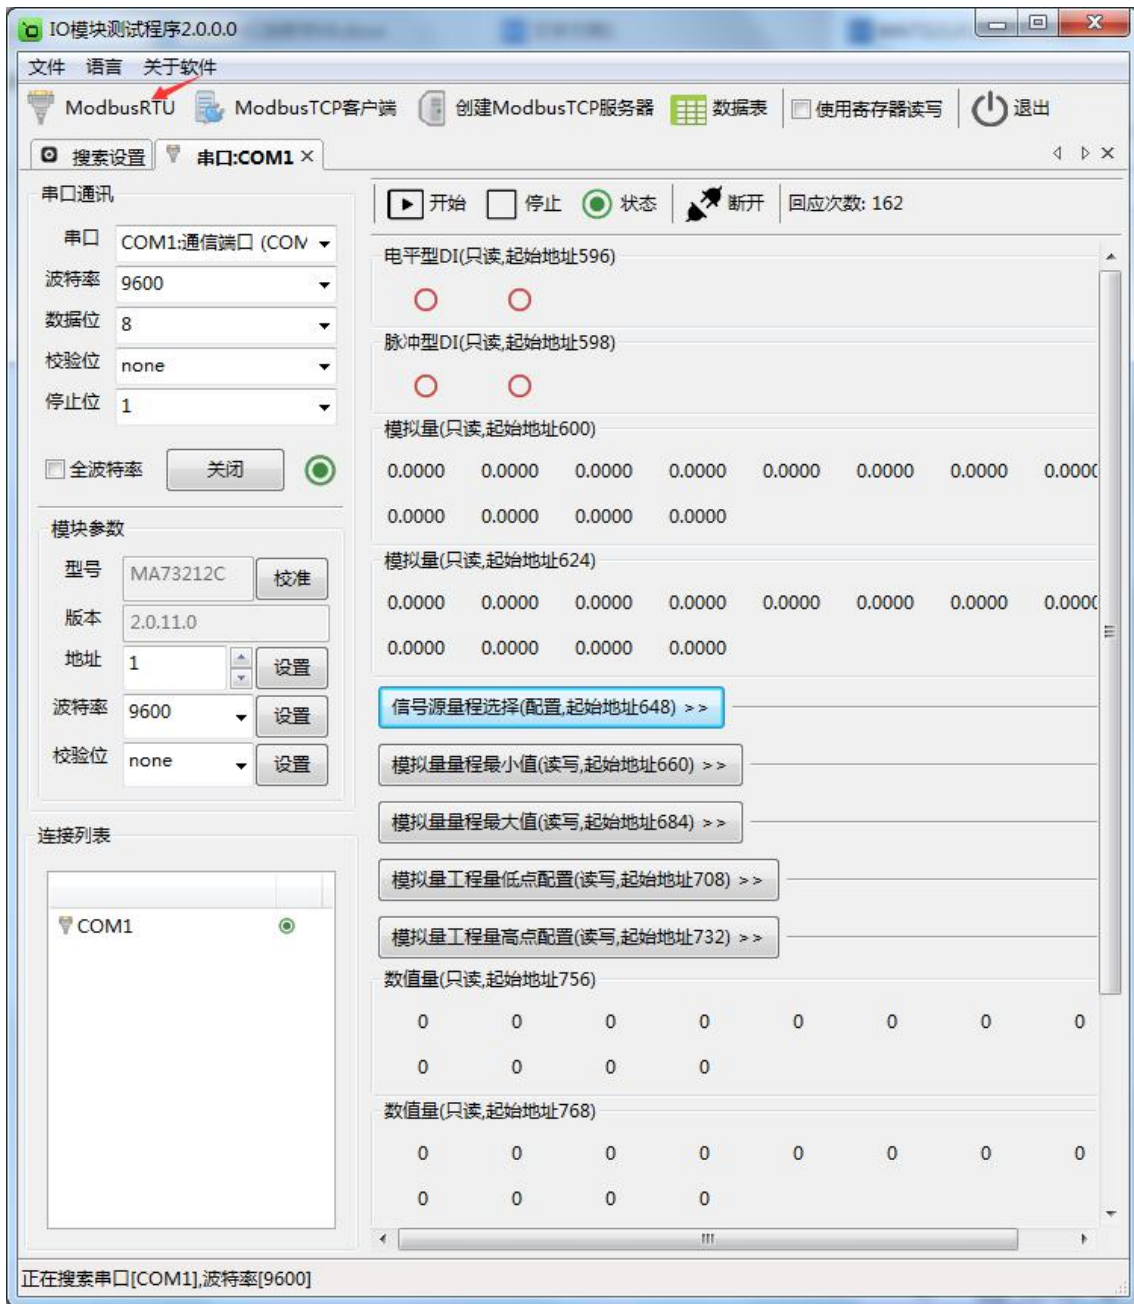 IO模块测试程序2.0.0.0
文件 语言 关于软件
ModbusRTU ModbusTCP客户端 创建ModbusTCP服务器 数据表 使用寄存器读写 退出
搜索设置 串口:COM1
串口通讯
串口 COM1:通信端口 (COM
波特率 9600
数据位 8
校验位 none
停止位 1
全波特率 关闭
模块参数
型号 MA73212C 校准
版本 2.0.11.0
地址 1 设置
波特率 9600 设置
校验位 none 设置
连接列表
COM1
开始 停止 状态 断开 回应次数: 162
电平型DI(只读,起始地址596)
脉冲型DI(只读,起始地址598)
模拟量(只读,起始地址600)
0.0000 0.0000 0.0000 0.0000 0.0000 0.0000 0.0000 0.0000
0.0000 0.0000 0.0000 0.0000
模拟量(只读,起始地址624)
0.0000 0.0000 0.0000 0.0000 0.0000 0.0000 0.0000 0.0000
0.0000 0.0000 0.0000 0.0000
信号源量程选择(配置,起始地址648) >>
模拟量量程最小值(读写,起始地址660) >>
模拟量量程最大值(读写,起始地址684) >>
模拟量工程量低点配置(读写,起始地址708) >>
模拟量工程量高点配置(读写,起始地址732) >>
数值量(只读,起始地址756)
0 0 0 0 0 0 0 0
0 0 0 0
数值量(只读,起始地址768)
0 0 0 0 0 0 0 0
0 0 0 0
正在搜索串口[COM1],波特率[9600]